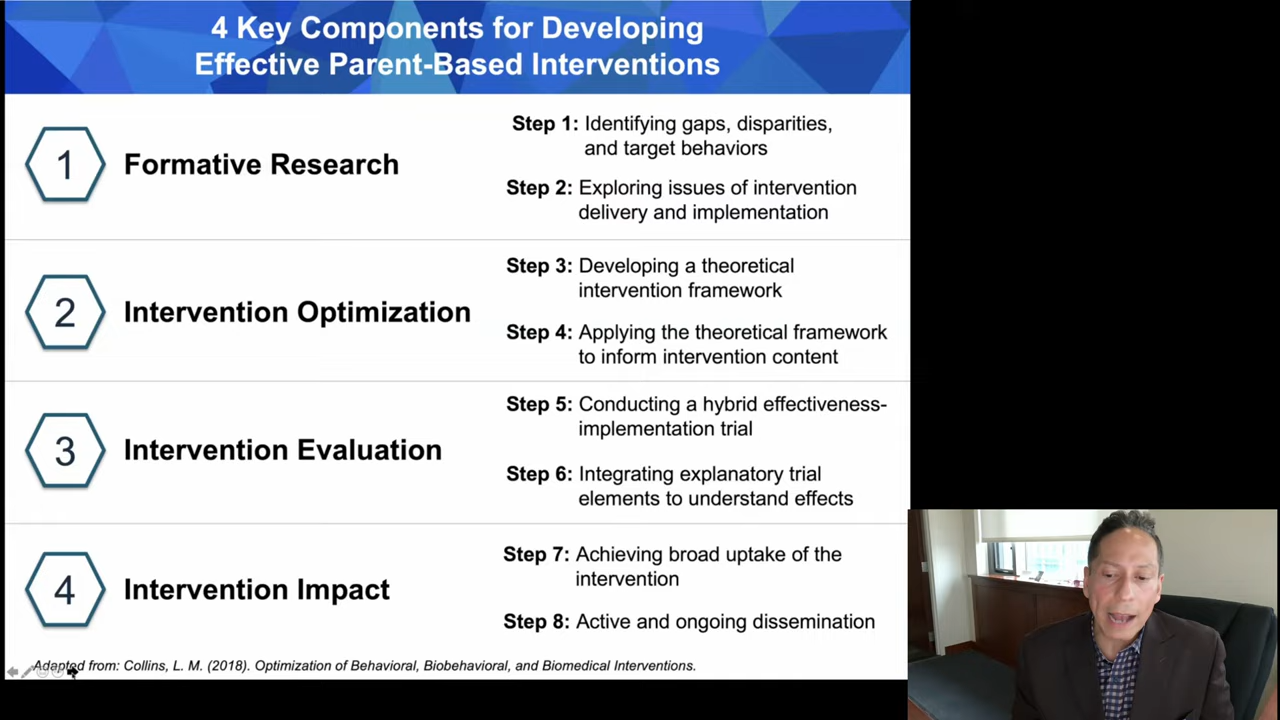 4 Key Components for Developing
Effective Parent-Based Interventions
1
Formative Research
Step 1: Identifying gaps, disparities,
and target behaviors
Step 2: Exploring issues of intervention
delivery and implementation
2
Intervention Optimization
Step 3: Developing a theoretical
intervention framework
Step 4: Applying the theoretical framework
to inform intervention content
3
Intervention Evaluation
Step 5: Conducting a hybrid effectiveness-
implementation trial
Step 6: Integrating explanatory trial
elements to understand effects
4
Intervention Impact
Step 7: Achieving broad uptake of the
intervention
Step 8: Active and ongoing dissemination
Adapted from: Collins, L. M. (2018). Optimization of Behavioral, Biobehavioral, and Biomedical Interventions.